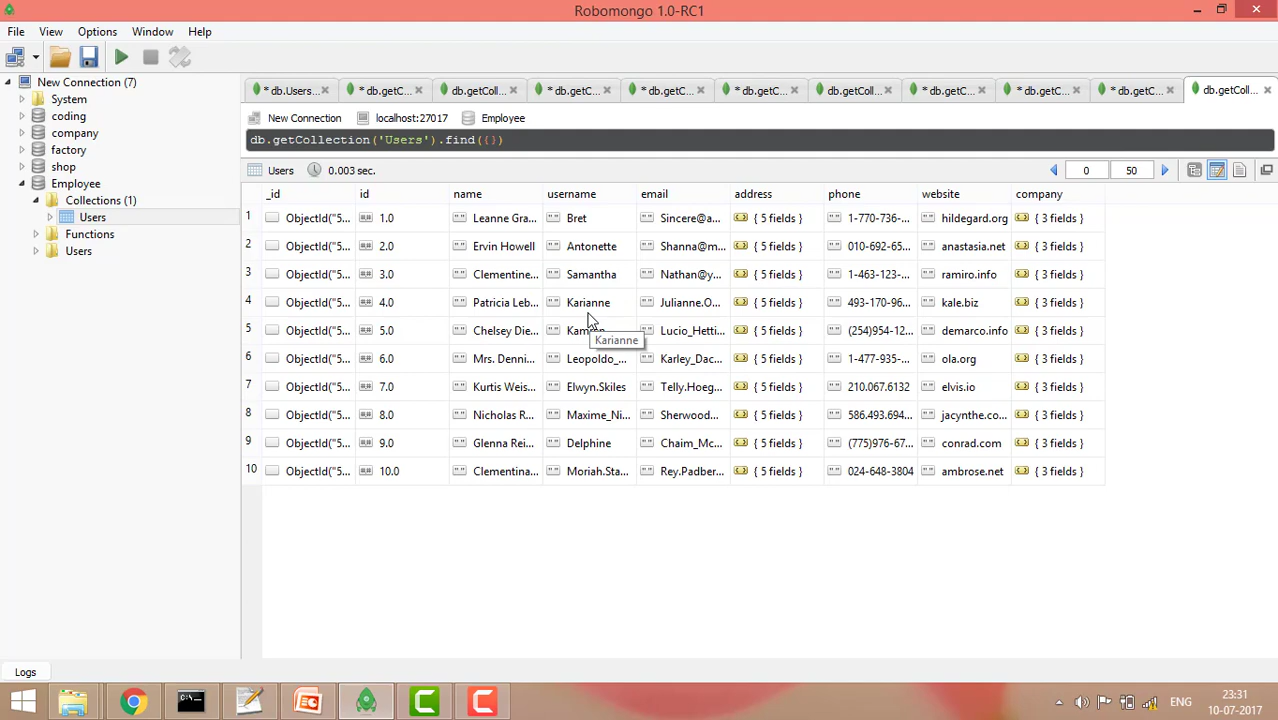 Robomongo 1.0-RC1
File View Options Window Help
New Connection (7)
System
coding
company
factory
shop
Employee
Collections (1)
Users
Functions
Users
* db.Users... * db.getC... db.getColl... * db.getC... * db.getC... * db.getC... db.getColl... * db.getC... * db.getC... * db.getC... db.getColl...
New Connection localhost:27017 Employee
db.getCollection('Users').find({})
Users 0.003 sec. 0 50
_id id name username email address phone website company
1 ObjectId("5... 1.0 Leanne Gra... Bret Sincere@a... { 5 fields } 1-770-736-... hildegard.org { 3 fields }
2 ObjectId("5... 2.0 Ervin Howell Antonette Shanna@m... { 5 fields } 010-692-65... anastasia.net { 3 fields }
3 ObjectId("5... 3.0 Clementine... Samantha Nathan@y... { 5 fields } 1-463-123-... ramiro.info { 3 fields }
4 ObjectId("5... 4.0 Patricia Leb... Karianne Julianne.O... { 5 fields } 493-170-96... kale.biz { 3 fields }
5 ObjectId("5... 5.0 Chelsey Die... Lucio_Hetti... { 5 fields } (254)954-12... demarco.info { 3 fields }
Karianne
6 ObjectId("5... 6.0 Mrs. Denni... Leopoldo_... Karley_Dac... { 5 fields } 1-477-935-... ola.org { 3 fields }
7 ObjectId("5... 7.0 Kurtis Weis... Elwyn.Skiles Telly.Hoeg... { 5 fields } 210.067.6132 elvis.io { 3 fields }
8 ObjectId("5... 8.0 Nicholas R... Maxime_Ni... Sherwood... { 5 fields } 586.493.694... jacynthe.co... { 3 fields }
9 ObjectId("5... 9.0 Glenna Rei... Delphine Chaim_Mc... { 5 fields } (775)976-67... conrad.com { 3 fields }
10 ObjectId("5... 10.0 Clementina... Moriah.Sta... Rey.Padber... { 5 fields } 024-648-3804 ambrose.net { 3 fields }
Logs
ENG 23:31
10-07-2017